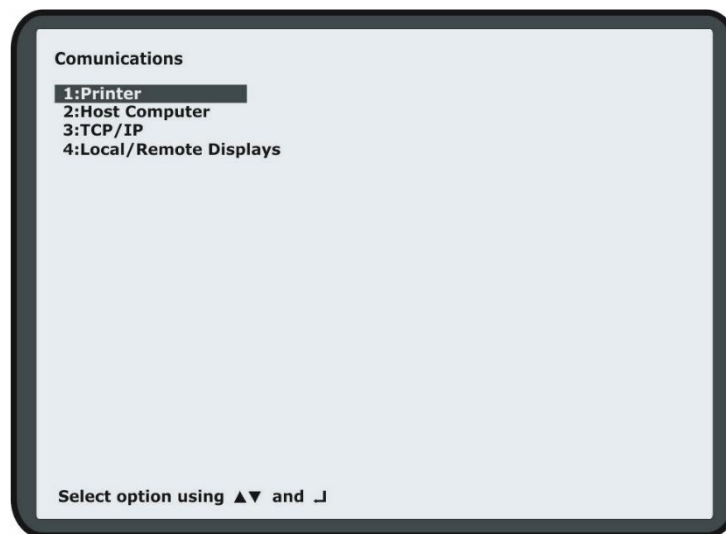 Comunications
1:Printer
2:Host Computer
3:TCP/IP
4:Local/Remote Displays
Select option using ▲▼ and ↵